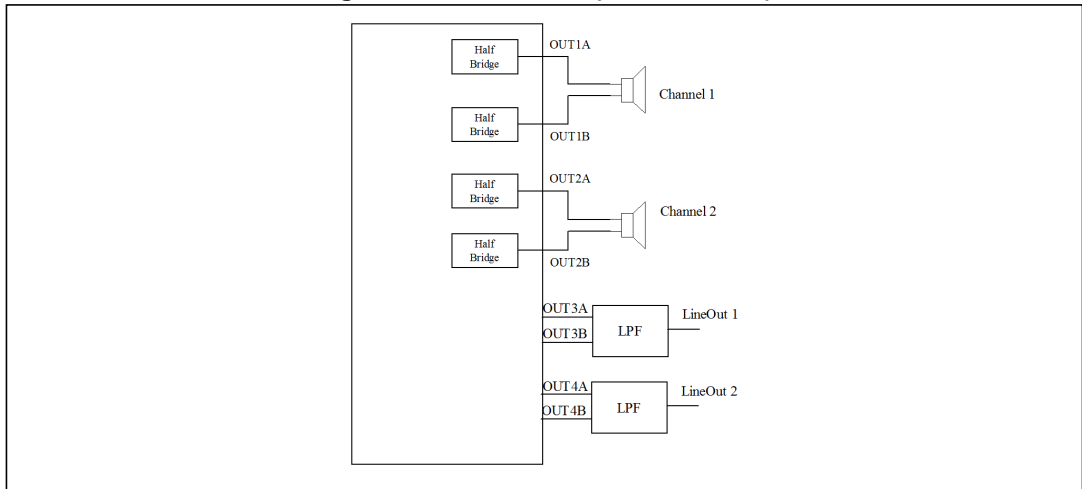 Half
Bridge
OUT1A
Channel 1
Half
Bridge
OUT1B
Half
Bridge
OUT2A
Channel 2
Half
Bridge
OUT2B
OUT3A
OUT3B
LPF
LineOut 1
OUT4A
OUT4B
LPF
LineOut 2